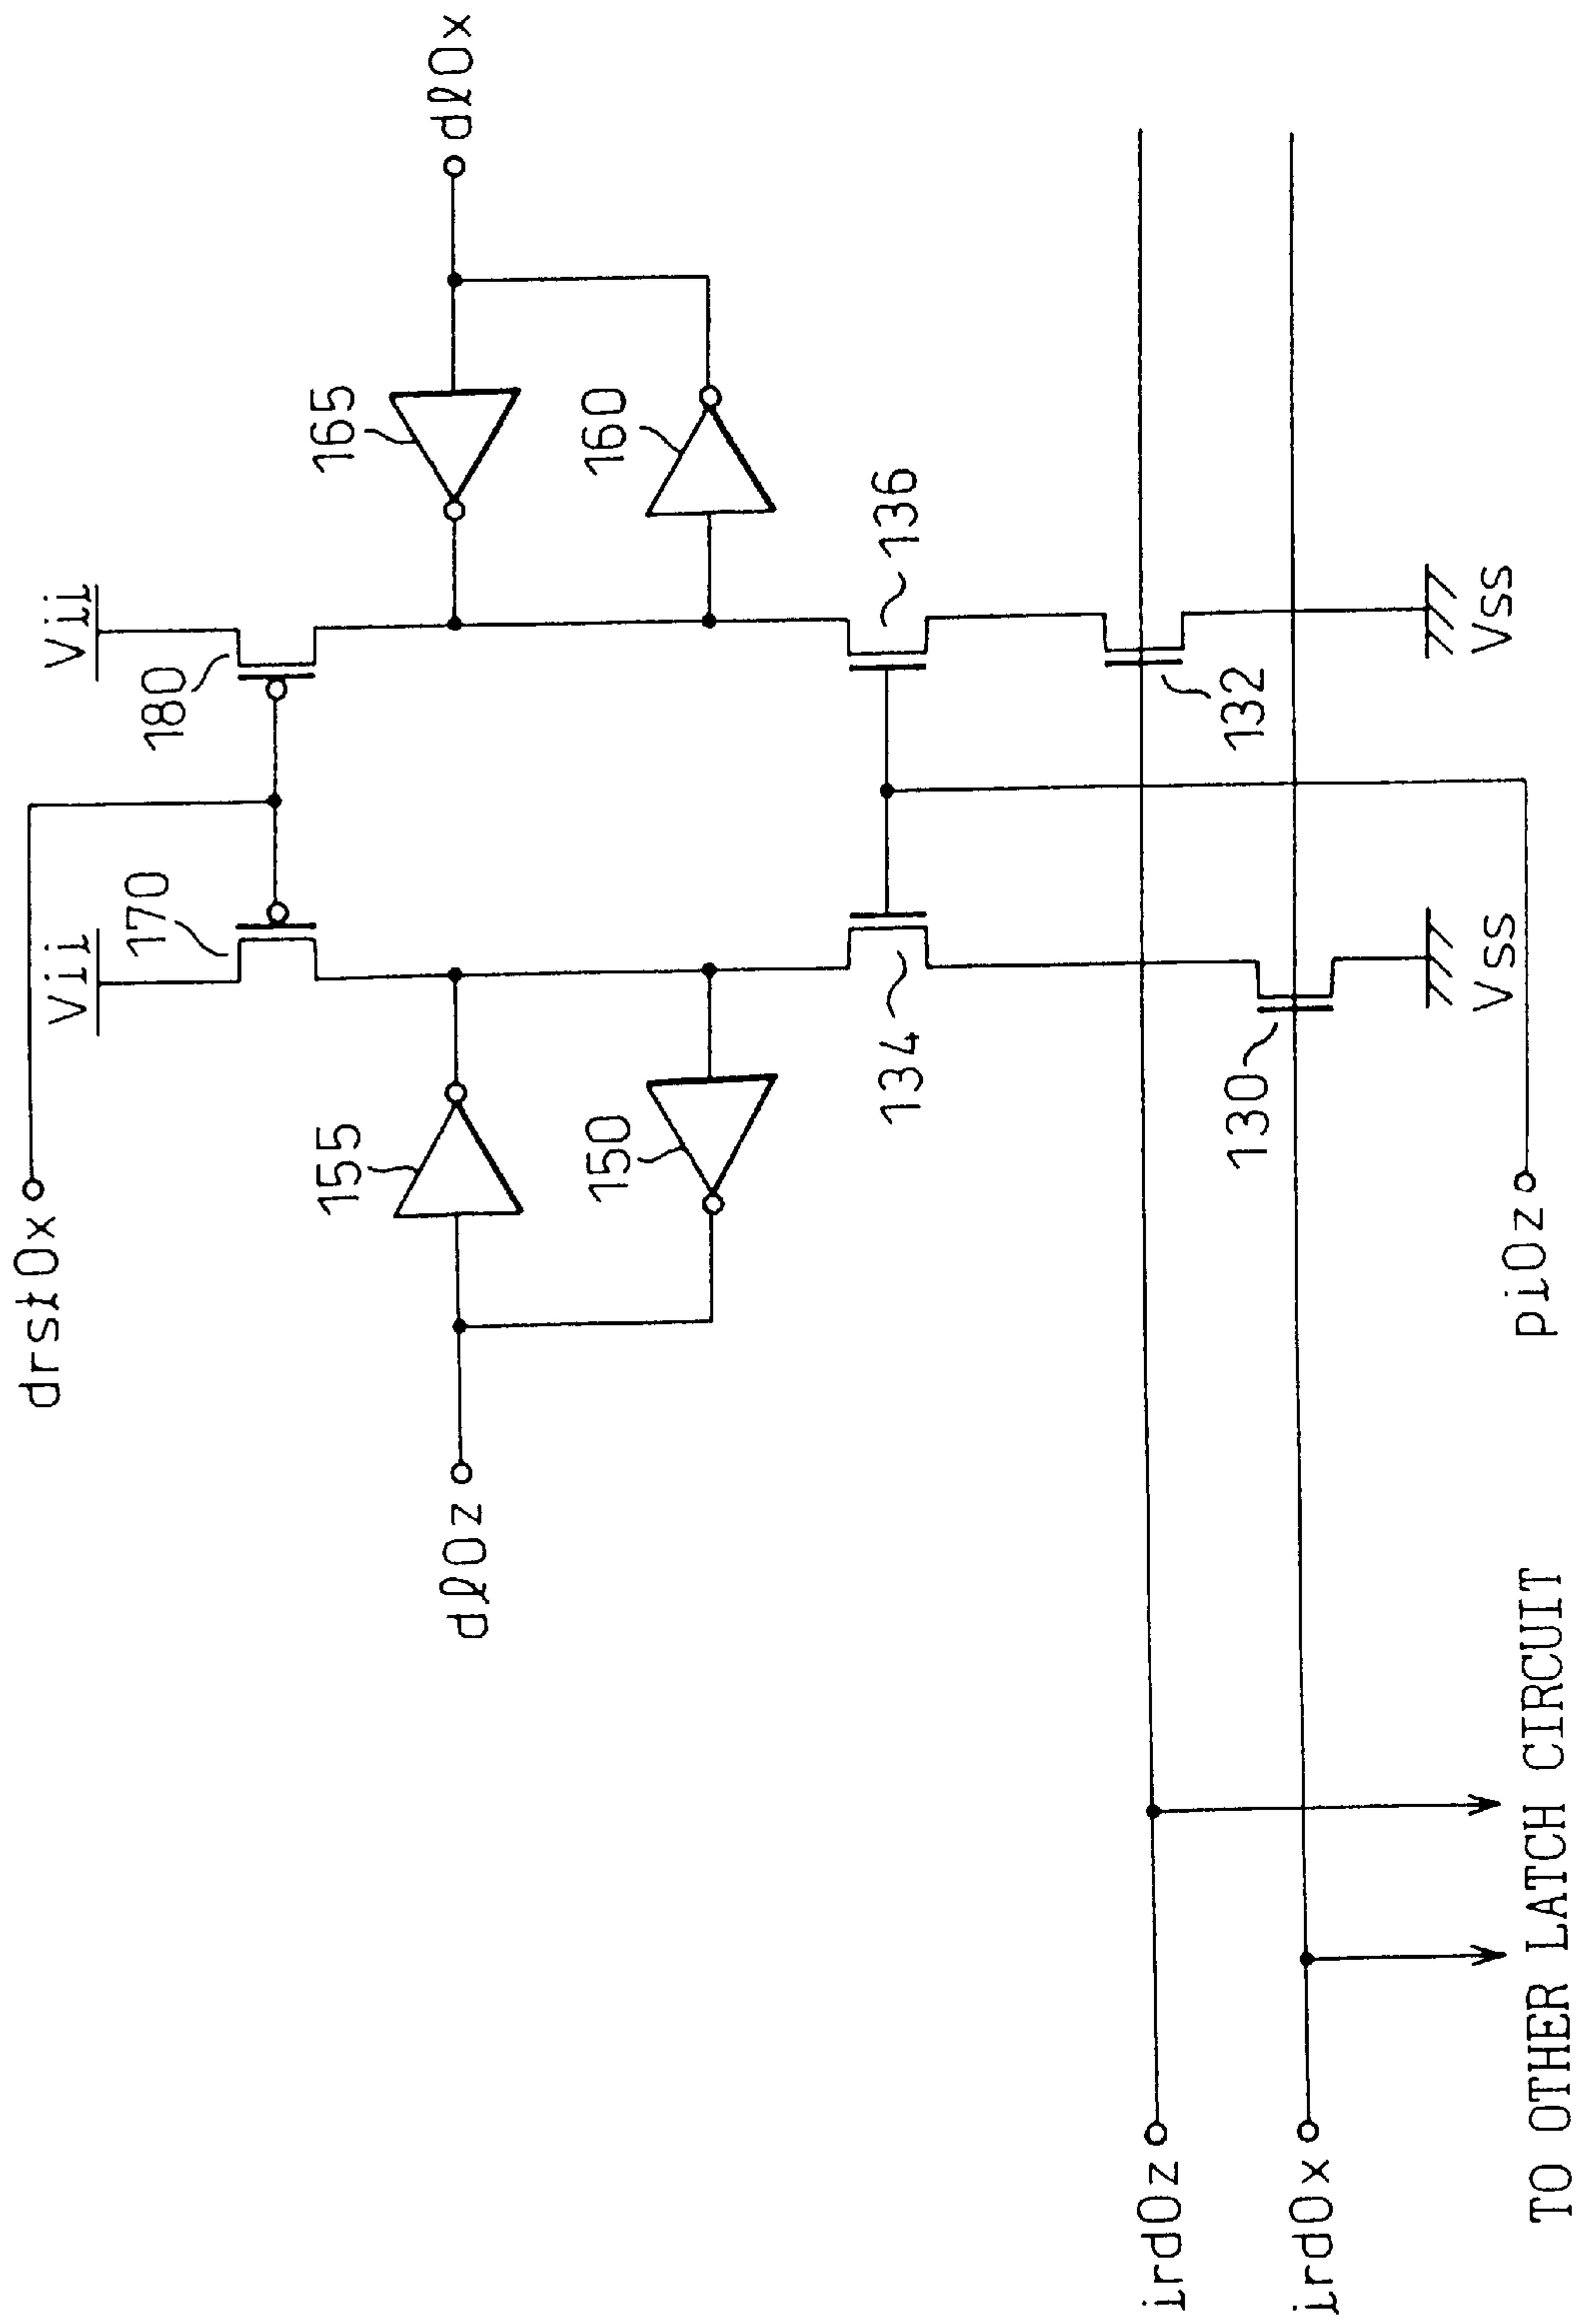 drst0x
Vii
Vii
170
180
155
165
dℓ0z
dℓ0x
150
160
134
136
ird0z
130
132
ird0x
Vss
Vss
pi0z
TO OTHER LATCH CIRCUIT